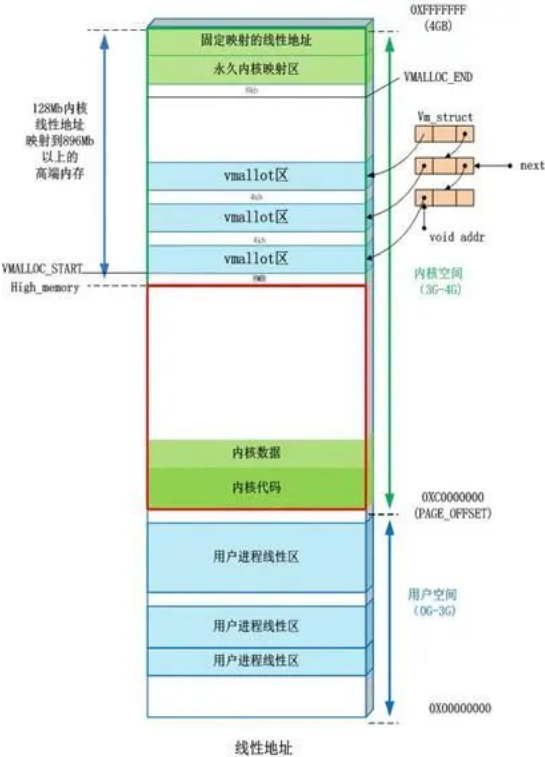 0XFFFFFFF
(4GB)
固定映射的线性地址
永久内核映射区
VMALLOC_END
8kb
128Mb内核
线性地址
映射到896Mb
以上的
高端内存
Vm_struct
next
void addr
vmallot区
4kb
vmallot区
4kb
vmallot区
8MB
VMALLOC_START
High_memory
内核空间
(3G-4G)
内核数据
内核代码
0XC0000000
(PAGE_OFFSET)
用户进程线性区
用户空间
(0G-3G)
用户进程线性区
用户进程线性区
0X00000000
线性地址